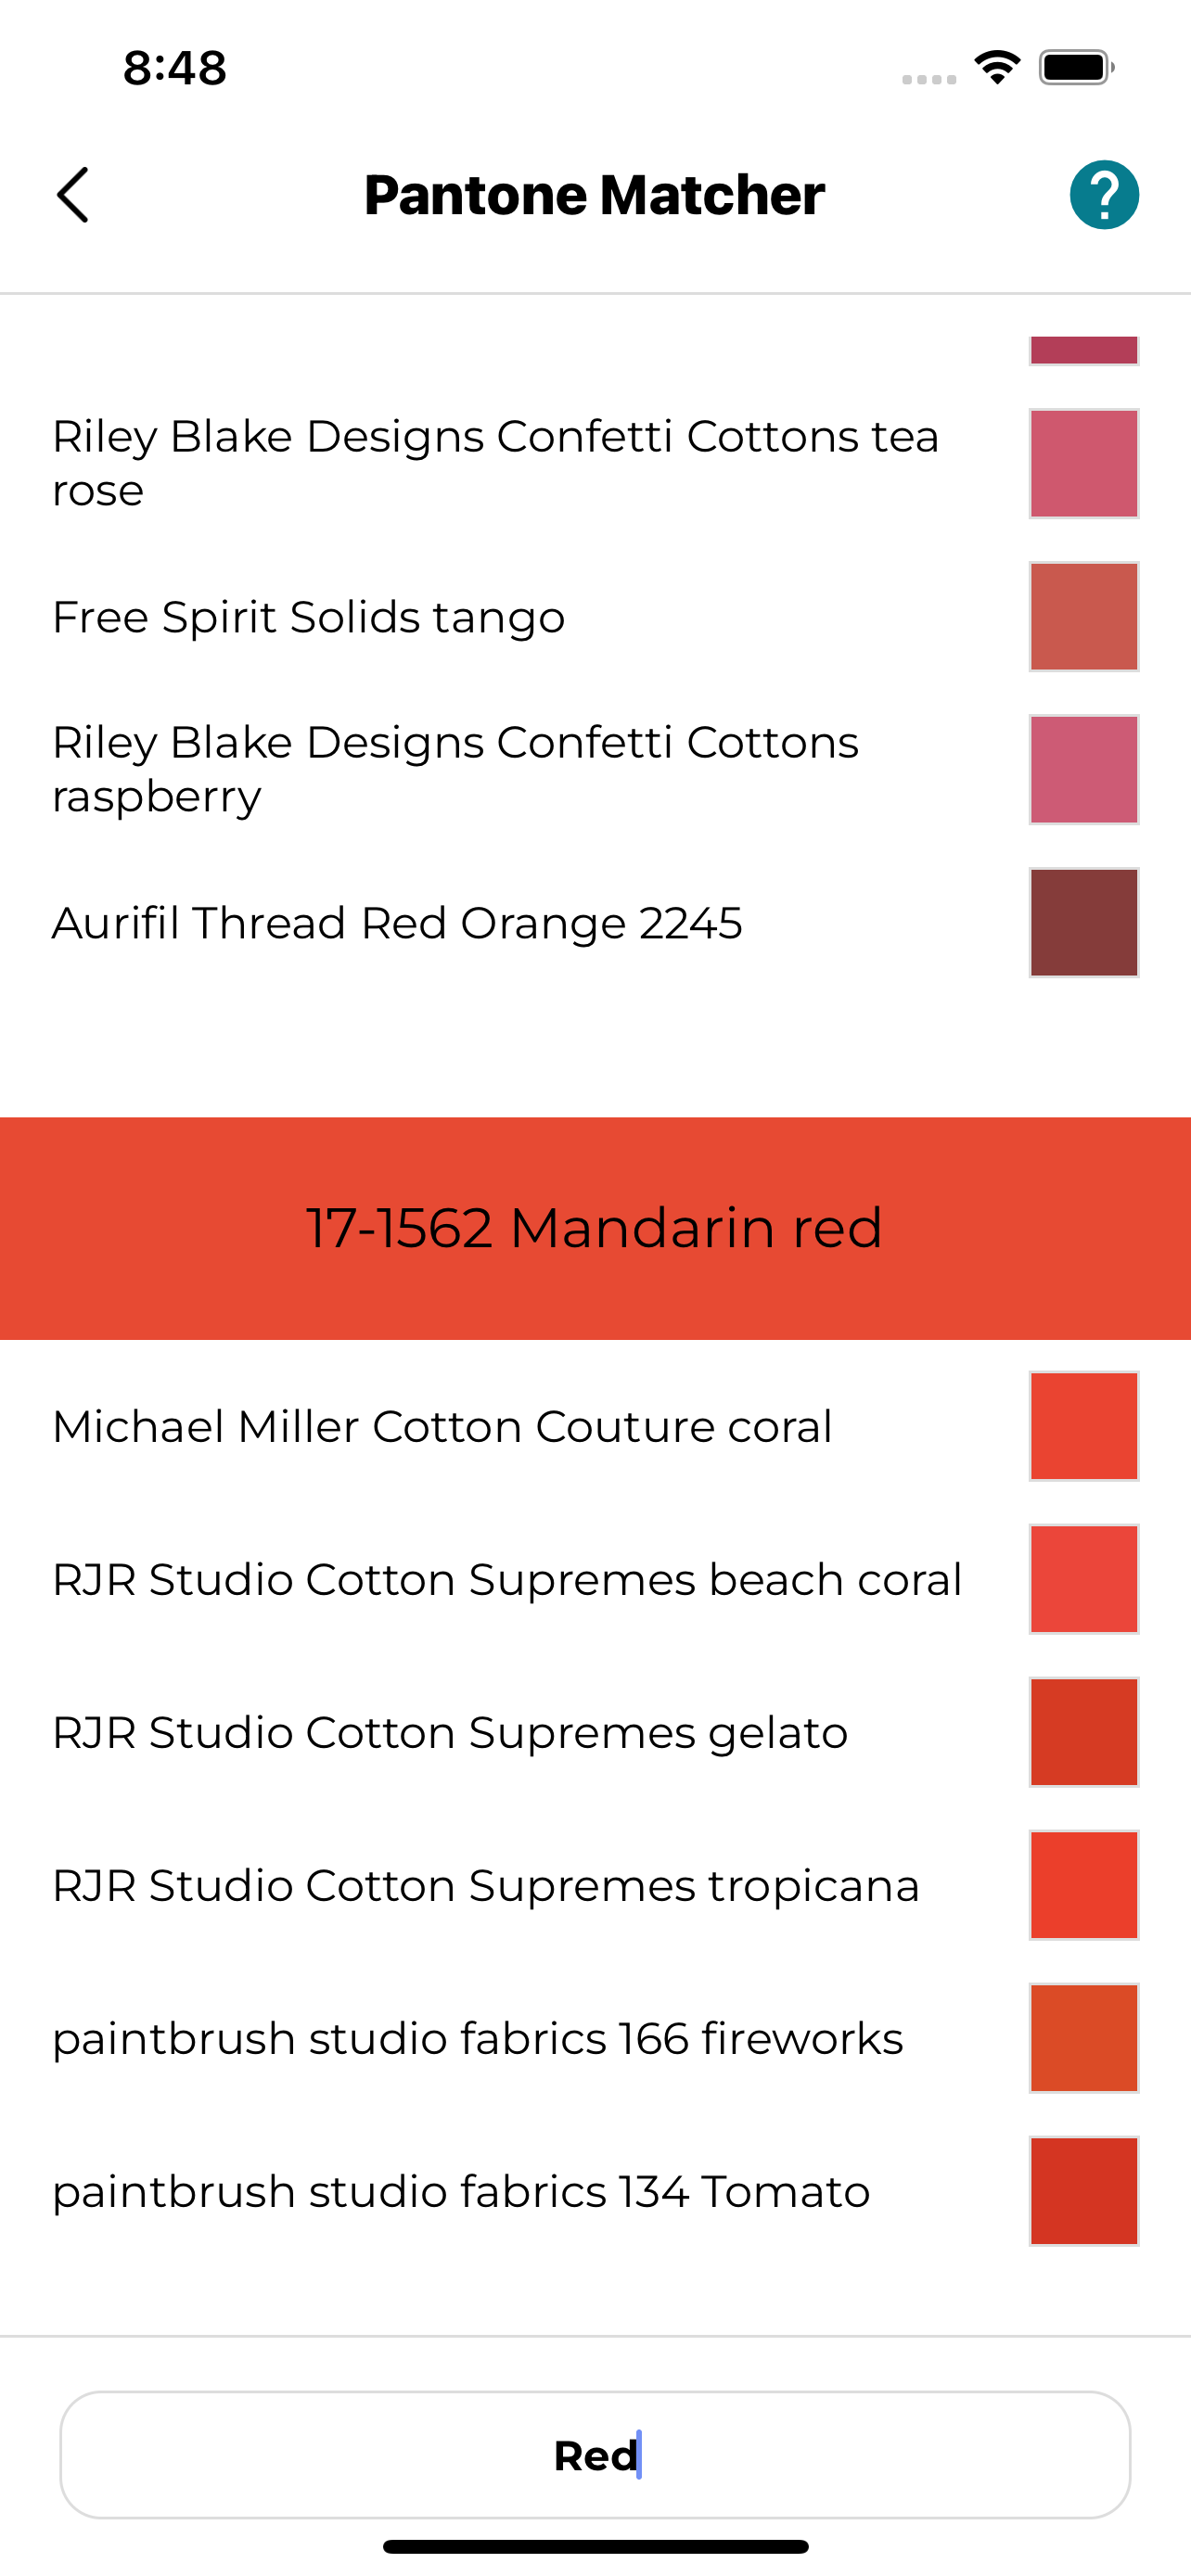 8:48
Pantone Matcher
?
Riley Blake Designs Confetti Cottons tea
rose
Free Spirit Solids tango
Riley Blake Designs Confetti Cottons
raspberry
Aurifil Thread Red Orange 2245
17-1562 Mandarin red
Michael Miller Cotton Couture coral
RJR Studio Cotton Supremes beach coral
RJR Studio Cotton Supremes gelato
RJR Studio Cotton Supremes tropicana
paintbrush studio fabrics 166 fireworks
paintbrush studio fabrics 134 Tomato
Red